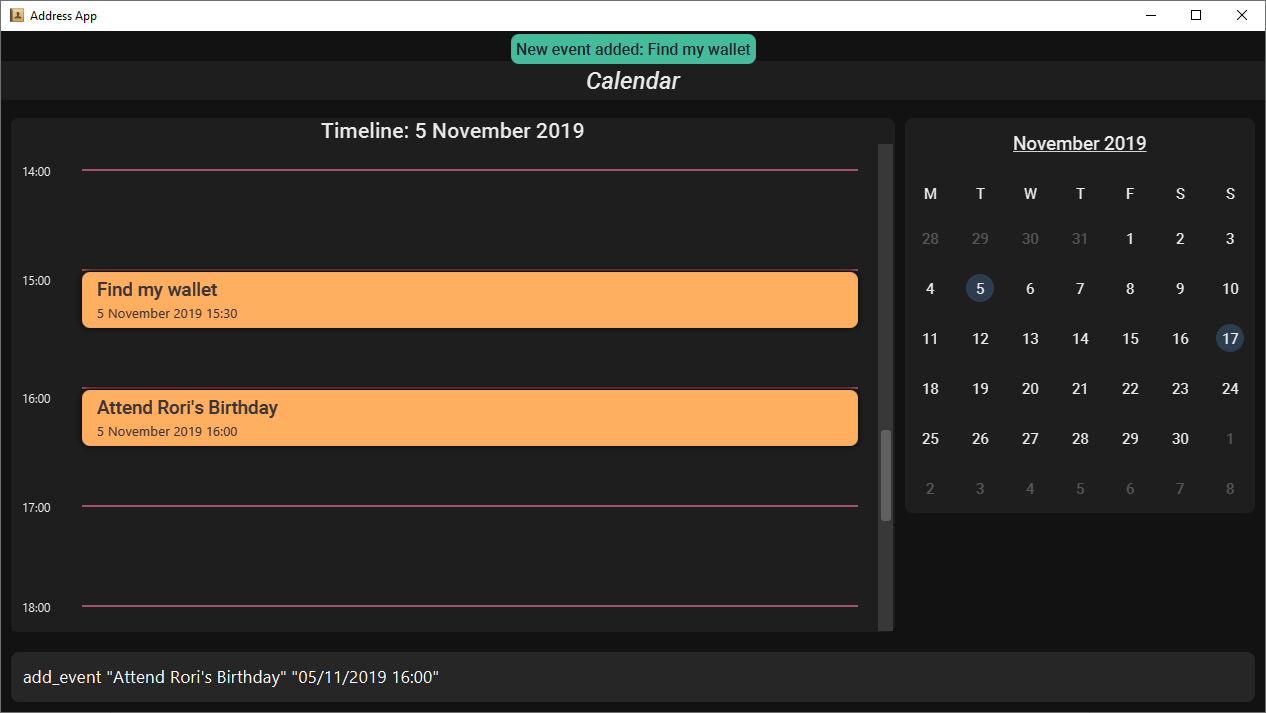 Address App
New event added: Find my wallet
Calendar
Timeline: 5 November 2019
14:00
15:00
Find my wallet
5 November 2019 15:30
16:00
Attend Rori's Birthday
5 November 2019 16:00
17:00
18:00
November 2019
M T W T F S S
28 29 30 31 1 2 3
4 5 6 7 8 9 10
11 12 13 14 15 16 17
18 19 20 21 22 23 24
25 26 27 28 29 30 1
2 3 4 5 6 7 8
add_event "Attend Rori's Birthday" "05/11/2019 16:00"